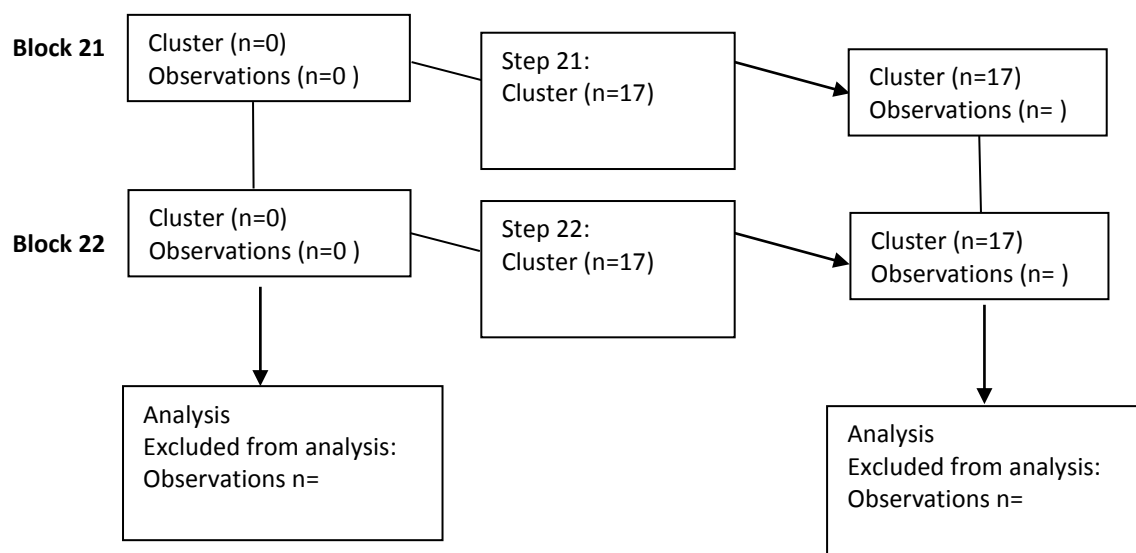 Block 21
Cluster (n=0)
Observations (n=0 )
Step 21:
Cluster (n=17)
Cluster (n=17)
Observations (n= )
Block 22
Cluster (n=0)
Observations (n=0 )
Step 22:
Cluster (n=17)
Cluster (n=17)
Observations (n= )
Analysis
Excluded from analysis:
Observations n=
Analysis
Excluded from analysis:
Observations n=